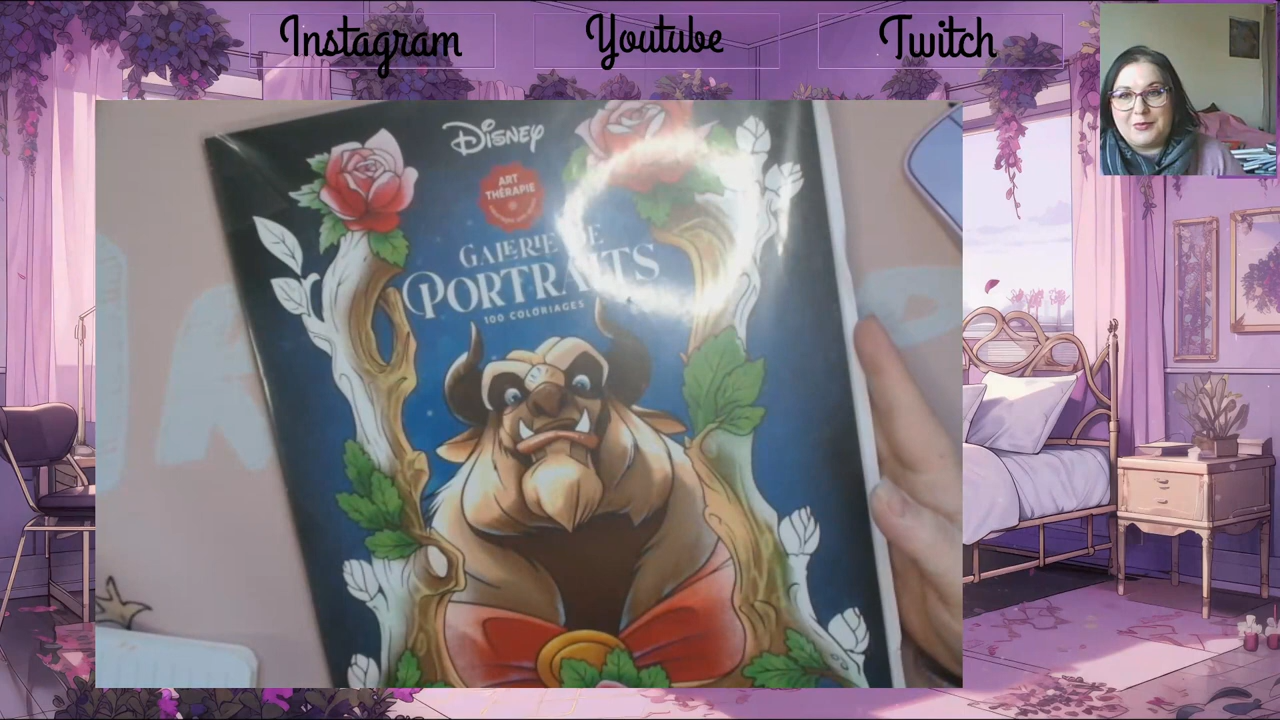 Instagram
Youtube
Twitch
Disney
ART
THÉRAPIE
GALERIE DE
PORTRAITS
100 COLORIAGES